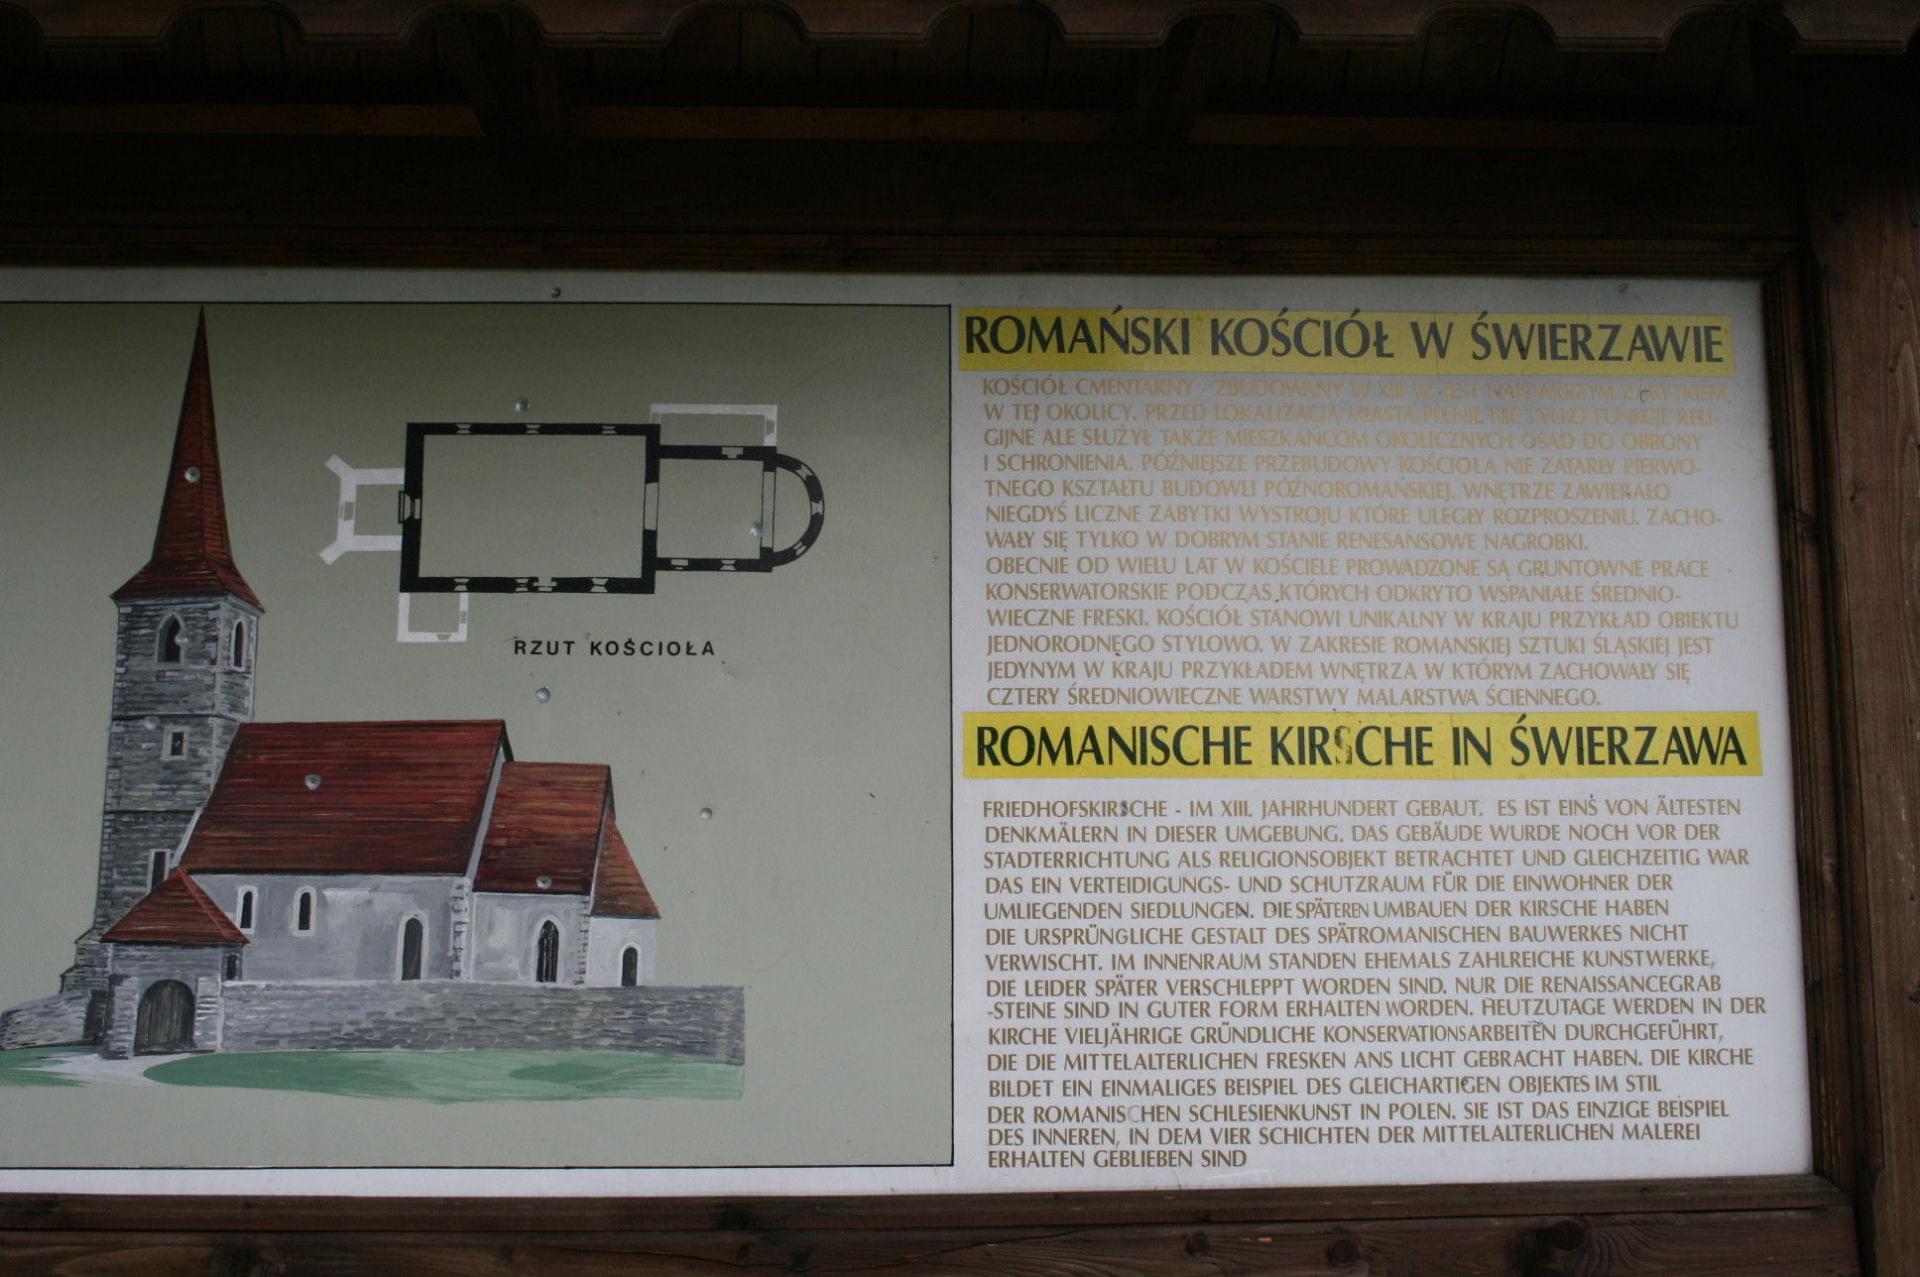 RZUT KOŚCIOŁA
ROMAŃSKI KOŚCIÓŁ W ŚWIERZAWIE
KOŚCIÓŁ CMENTARNY - ZBUDOWANY W XIII W. JEST NAJSTARSZYM ZABYTKIEM
W TEJ OKOLICY. PRZED LOKALIZACJĄ MIASTA PEŁNIŁ NIE TYLKO FUNKCJE RELI-
GIJNE ALE SŁUŻYŁ TAKŻE MIESZKAŃCOM OKOLICZNYCH OSAD DO OBRONY
I SCHRONIENIA. PÓŹNIEJSZE PRZEBUDOWY KOŚCIOŁA NIE ZATARŁY PIERWO-
TNEGO KSZTAŁTU BUDOWLI PÓŹNOROMAŃSKIEJ. WNĘTRZE ZAWIERAŁO
NIEGDYŚ LICZNE ZABYTKI WYSTROJU KTÓRE ULEGŁY ROZPROSZENIU. ZACHO-
WAŁY SIĘ TYLKO W DOBRYM STANIE RENESANSOWE NAGROBKI.
OBECNIE OD WIELU LAT W KOŚCIELE PROWADZONE SĄ GRUNTOWNE PRACE
KONSERWATORSKIE PODCZAS KTÓRYCH ODKRYTO WSPANIAŁE ŚREDNIO-
WIECZNE FRESKI. KOŚCIÓŁ STANOWI UNIKALNY W KRAJU PRZYKŁAD OBIEKTU
JEDNORODNEGO STYLOWO. W ZAKRESIE ROMANSKIEJ SZTUKI ŚLĄSKIEJ JEST
JEDYNYM W KRAJU PRZYKŁADEM WNĘTRZA W KTÓRYM ZACHOWAŁY SIĘ
CZTERY ŚREDNIOWIECZNE WARSTWY MALARSTWA ŚCIENNEGO.
ROMANISCHE KIRSCHE IN ŚWIERZAWA
FRIEDHOFSKIRSCHE - IM XIII. JAHRHUNDERT GEBAUT. ES IST EINS VON ÄLTESTEN
DENKMÄLERN IN DIESER UMGEBUNG. DAS GEBÄUDE WURDE NOCH VOR DER
STADTERRICHTUNG ALS RELIGIONSOBJEKT BETRACHTET UND GLEICHZEITIG WAR
DAS EIN VERTEIDIGUNGS- UND SCHUTZRAUM FÜR DIE EINWOHNER DER
UMLIEGENDEN SIEDLUNGEN. DIE SPÄTEREN UMBAUEN DER KIRSCHE HABEN
DIE URSPRÜNGLICHE GESTALT DES SPÄTROMANISCHEN BAUWERKES NICHT
VERWISCHT. IM INNENRAUM STANDEN EHEMALS ZAHLREICHE KUNSTWERKE,
DIE LEIDER SPÄTER VERSCHLEPPT WORDEN SIND. NUR DIE RENAISSANCEGRAB
-STEINE SIND IN GUTER FORM ERHALTEN WORDEN. HEUTZUTAGE WERDEN IN DER
KIRCHE VIELJÄHRIGE GRÜNDLICHE KONSERVATIONSARBEITEN DURCHGEFÜHRT,
DIE DIE MITTELALTERLICHEN FRESKEN ANS LICHT GEBRACHT HABEN. DIE KIRCHE
BILDET EIN EINMALIGES BEISPIEL DES GLEICHARTIGEN OBJEKTES IM STIL
DER ROMANISCHEN SCHLESIENKUNST IN POLEN. SIE IST DAS EINZIGE BEISPIEL
DES INNEREN, IN DEM VIER SCHICHTEN DER MITTELALTERLICHEN MALEREI
ERHALTEN GEBLIEBEN SIND